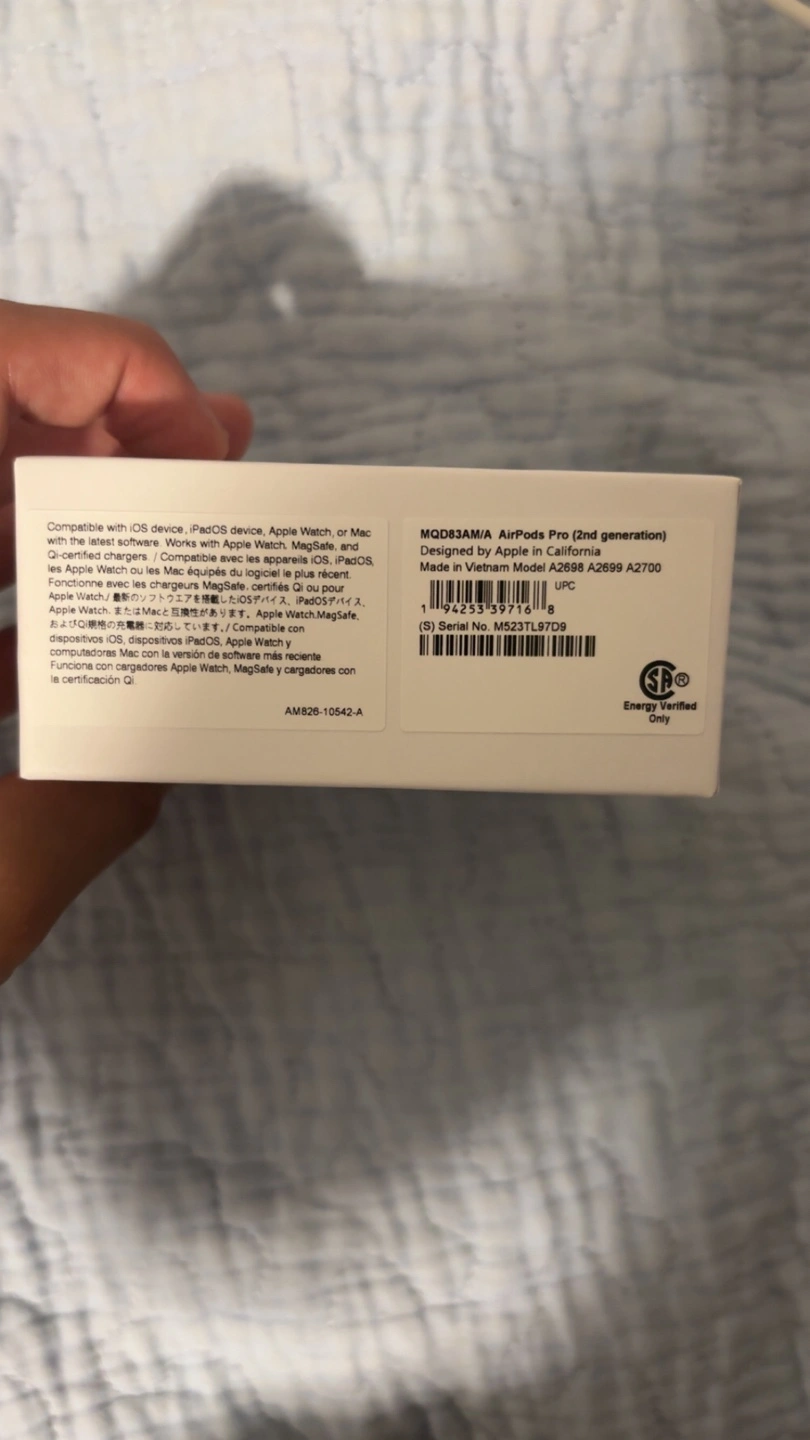 Compatible with iOS device, iPadOS device, Apple Watch, or Mac
with the latest software. Works with Apple Watch, MagSafe, and
Qi-certified chargers. / Compatible avec les appareils iOS, iPadOS,
les Apple Watch ou les Mac équipés du logiciel le plus récent.
Fonctionne avec les chargeurs MagSafe, certifiés Qi ou pour
Apple Watch./ 最新のソフトウエアを搭載したiOSデバイス、iPadOSデバイス、
Apple Watch、またはMacと互換性があります。Apple Watch,MagSafe、
およびQi規格の充電器に対応しています。/ Compatible con
dispositivos iOS, dispositivos iPadOS, Apple Watch y
computadoras Mac con la versión de software más reciente
Funciona con cargadores Apple Watch, MagSafe y cargadores con
la certificación Qi.
AM826-10542-A
MQD83AM/A AirPods Pro (2nd generation)
Designed by Apple in California
Made in Vietnam Model A2698 A2699 A2700
UPC
1 94253 39716 8
(S) Serial No. M523TL97D9
SA ®
Energy Verified
Only